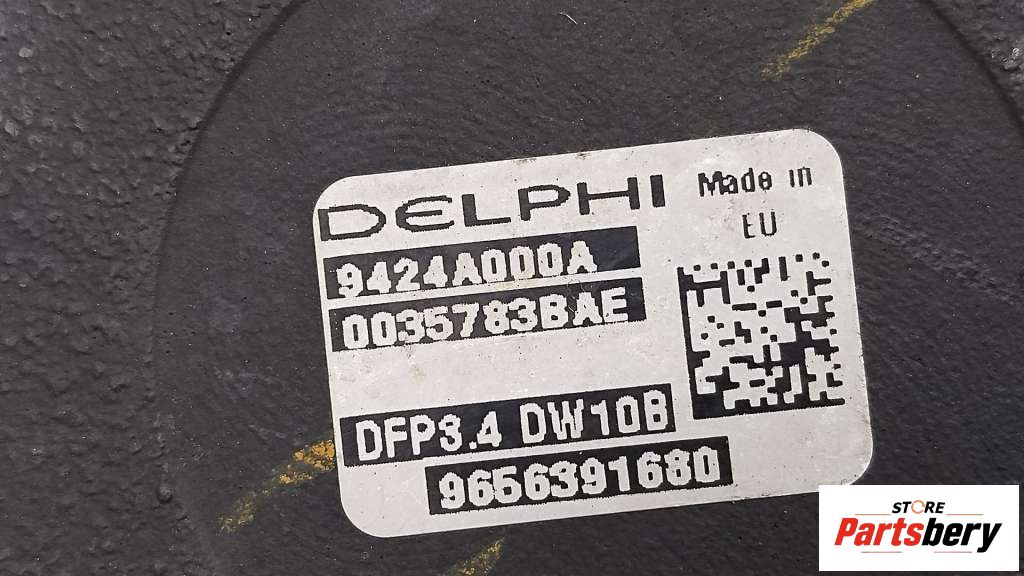 DELPHI
Made in
EU
9424A000A
0035783BAE
DFP3.4 DW10B
9656391680
STORE
Partsbery